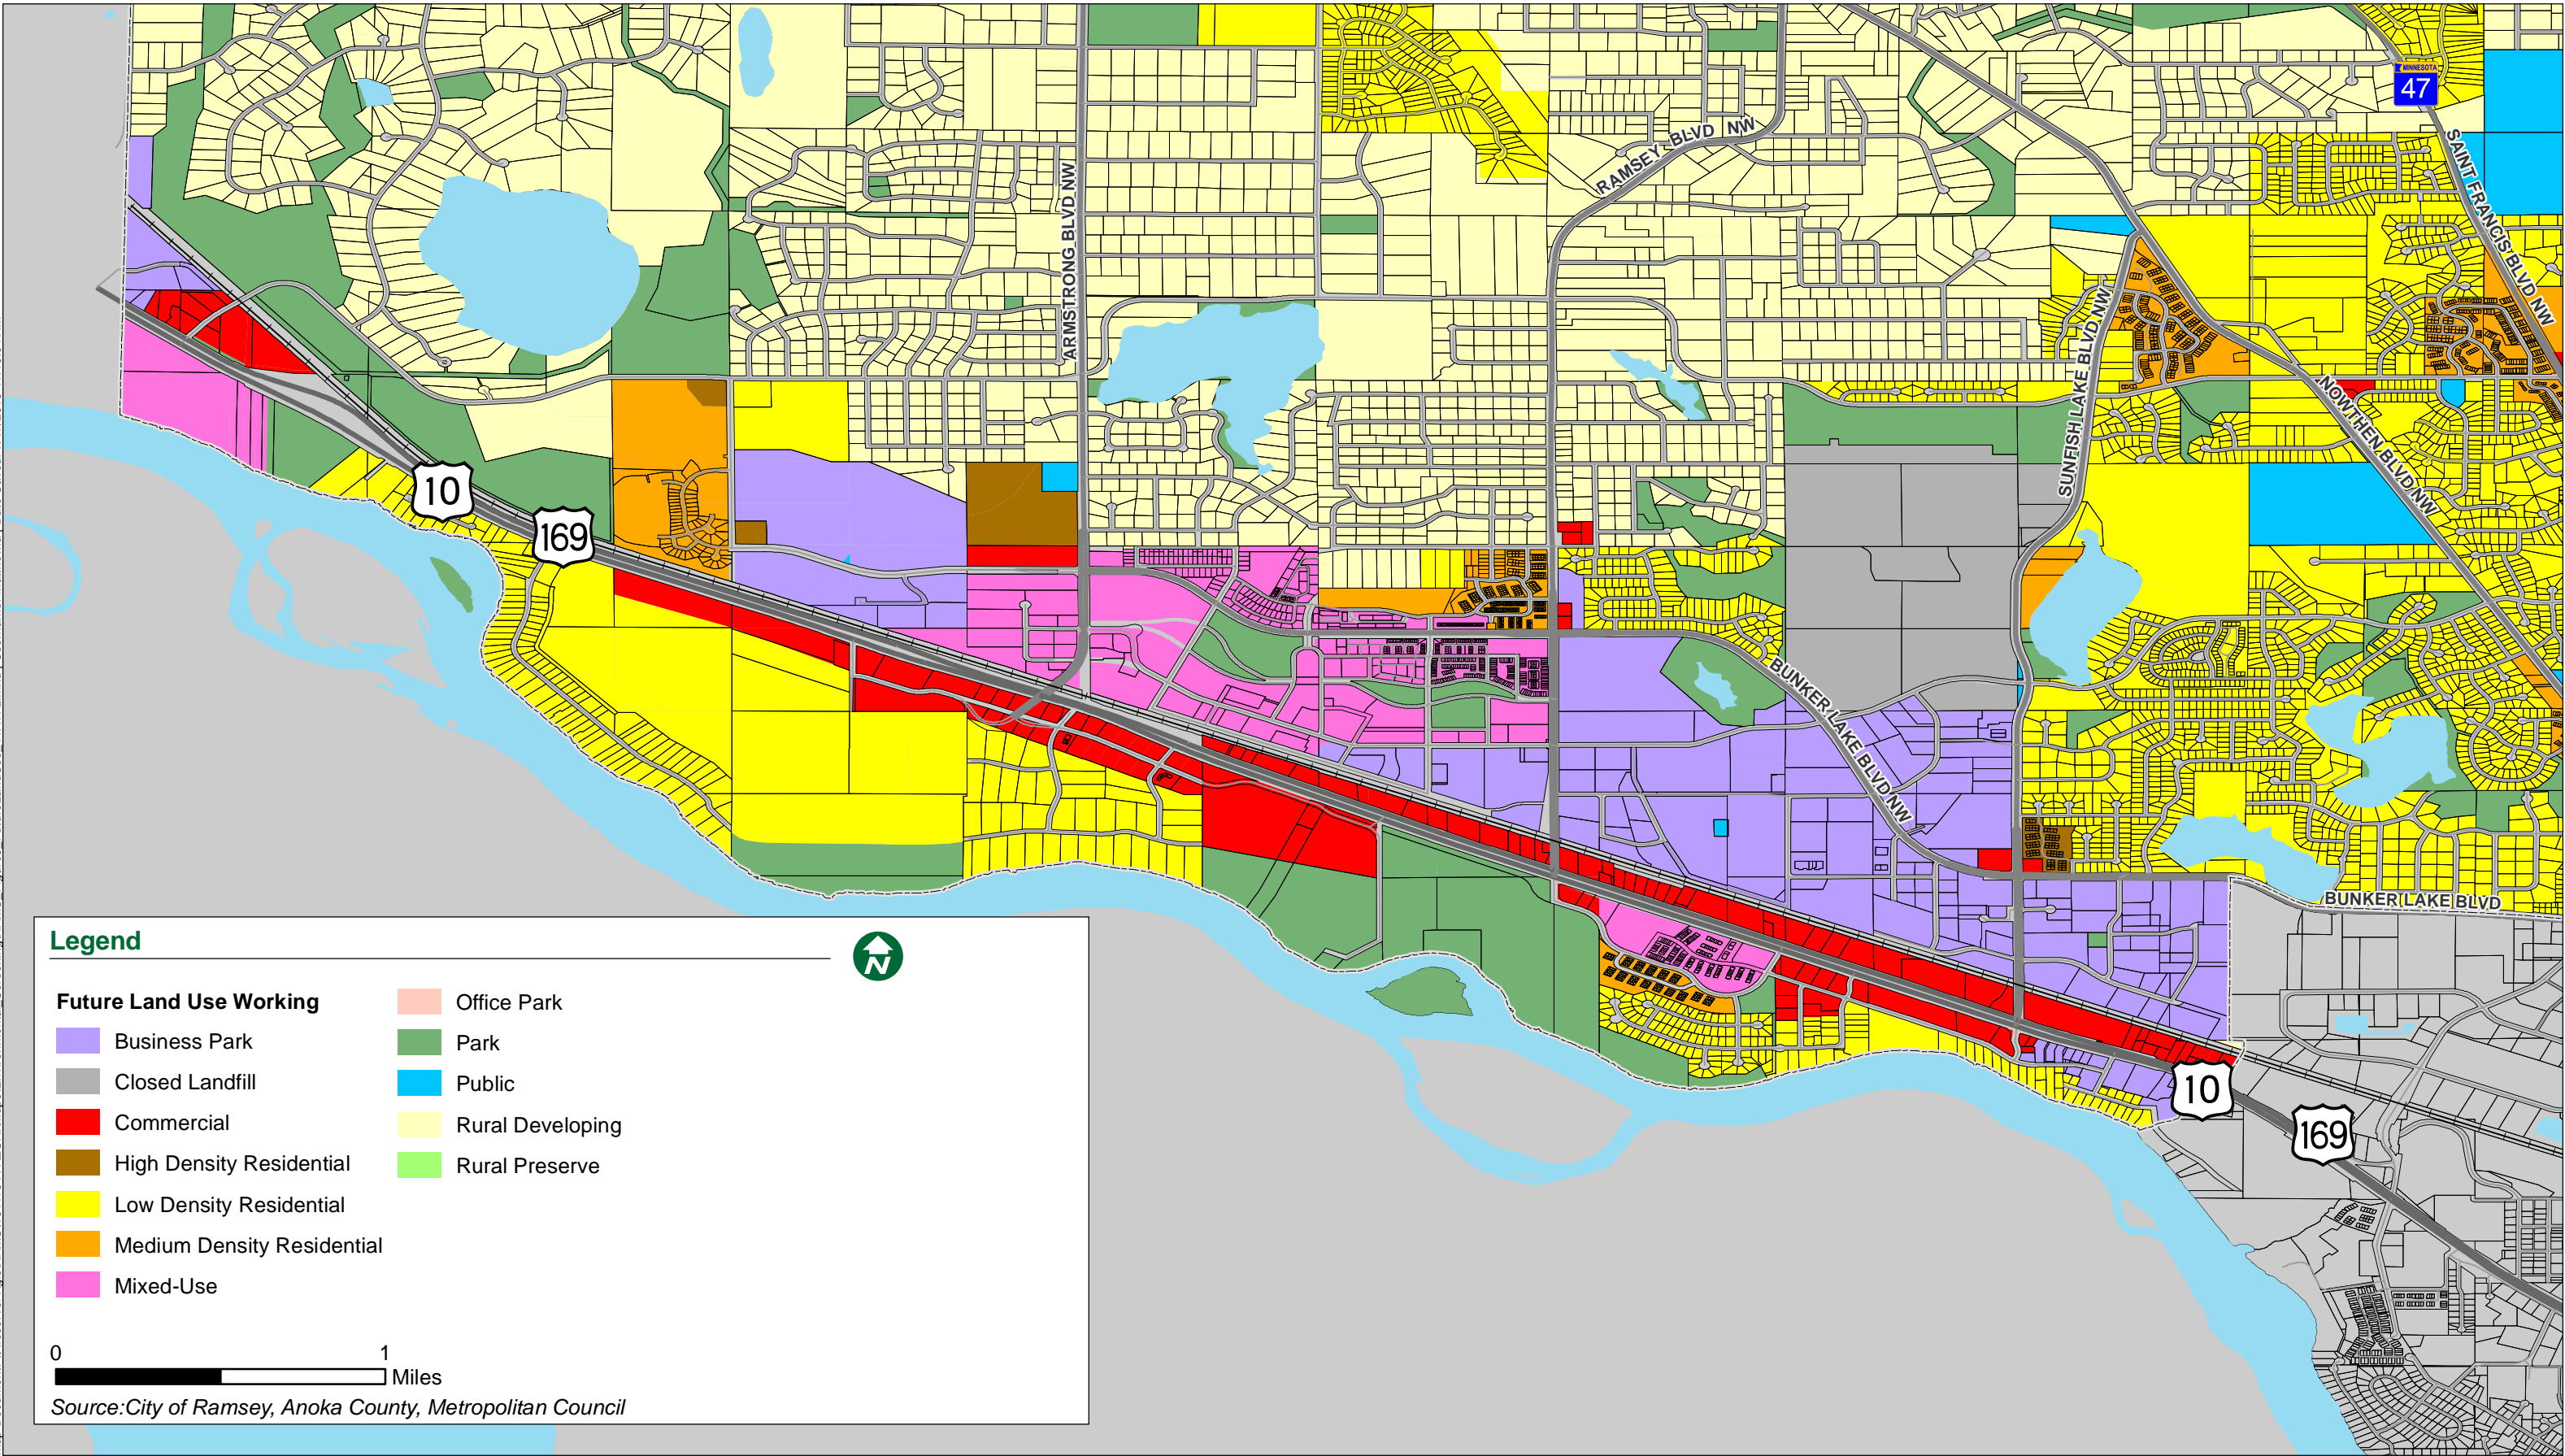 MINNESOTA
47
SAINT FRANCIS BLVD NW
RAMSEY BLVD NW
ARMSTRONG BLVD NW
SUNFISH LAKE BLVD NW
NOWTHEN BLVD NW
10
169
BUNKER LAKE BLVD NW
BUNKER LAKE BLVD
10
169
Legend
N
Future Land Use Working
Business Park
Closed Landfill
Commercial
High Density Residential
Low Density Residential
Medium Density Residential
Mixed-Use
Office Park
Park
Public
Rural Developing
Rural Preserve
0 1
Miles
Source:City of Ramsey, Anoka County, Metropolitan Council